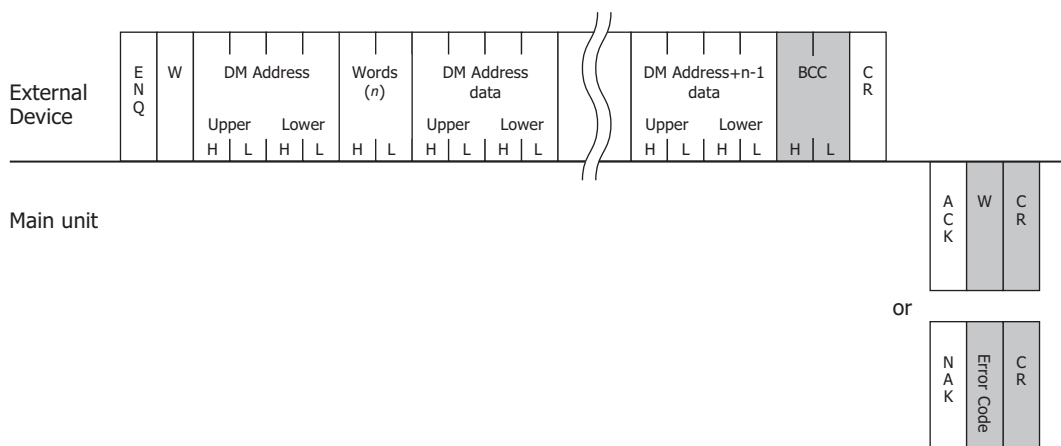 External
Device
E
N
Q
W
DM Address
Upper Lower
H L H L
Words
(n)
H L
DM Address
data
Upper Lower
H L H L
DM Address+n-1
data
Upper Lower
H L H L
BCC
H L
C
R
Main unit
A
C
K
W
C
R
or
N
A
K
Error Code
C
R